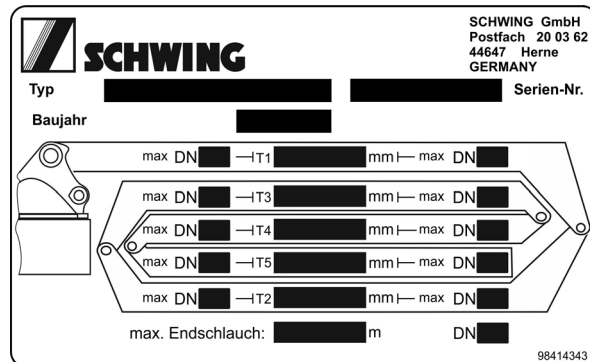 SCHWING
SCHWING GmbH
Postfach 20 03 62
44647 Herne
GERMANY
Typ Serien-Nr.
Baujahr
max DN T1 mm max DN
max DN T3 mm max DN
max DN T4 mm max DN
max DN T5 mm max DN
max DN T2 mm max DN
max. Endschlauch: m DN
98414343